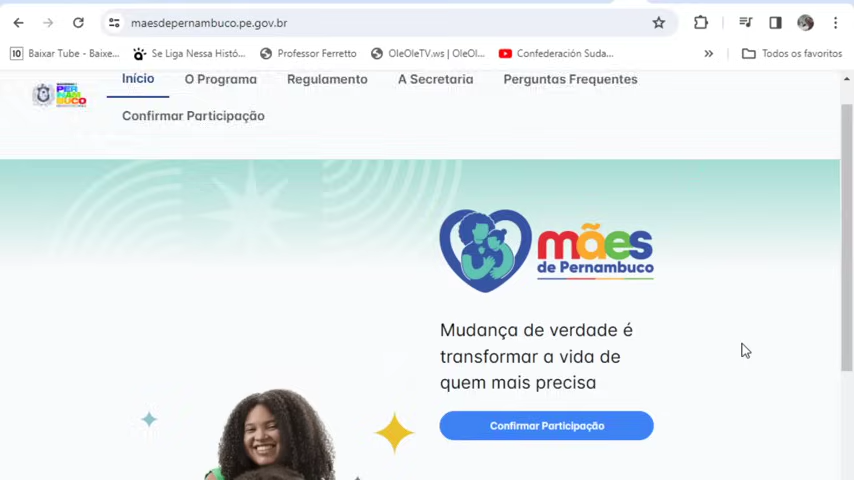 maesdepernambuco.pe.gov.br
10 Baixar Tube - Baixe... Se Liga Nessa Histó... Professor Ferretto OleOleTV.ws | OleOl... Confederación Suda... » Todos os favoritos
PERNAMBUCO
Início O Programa Regulamento A Secretaria Perguntas Frequentes
Confirmar Participação
mães
de Pernambuco
Mudança de verdade é
transformar a vida de
quem mais precisa
Confirmar Participação